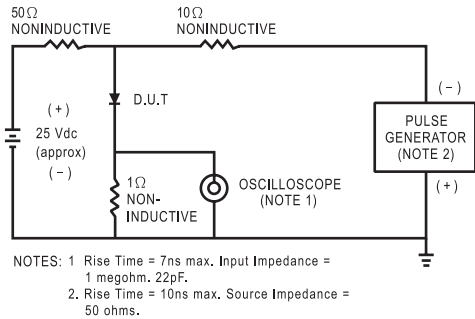 50Ω
NONINDUCTIVE
10Ω
NONINDUCTIVE
D.U.T
(+)
25 Vdc
(approx)
(−)
1Ω
NON-
INDUCTIVE
OSCILLOSCOPE
(NOTE 1)
(−)
PULSE
GENERATOR
(NOTE 2)
(+)
NOTES: 1 Rise Time = 7ns max. Input Impedance =
1 megohm. 22pF.
2. Rise Time = 10ns max. Source Impedance =
50 ohms.